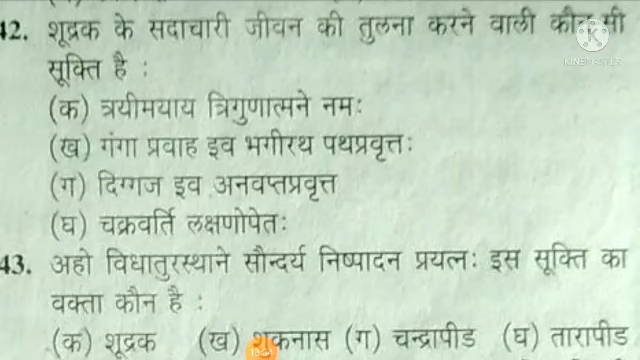 42. शूद्रक के सदाचारी जीवन की तुलना करने वाली कौन सी
सूक्ति है :
(क) त्रयीमयाय त्रिगुणात्मने नमः
(ख) गंगा प्रवाह इव भगीरथ पथप्रवृत्तः
(ग) दिग्गज इव अनवप्तप्रवृत्त
(घ) चक्रवर्ति लक्षणोपेतः
43. अहो विधातुरस्थाने सौन्दर्य निष्पादन प्रयत्नः इस सूक्ति का
वक्ता कौन है :
(क) शूद्रक (ख) शुकनास (ग) चन्द्रापीड (घ) तारापीड
KINEMASTER